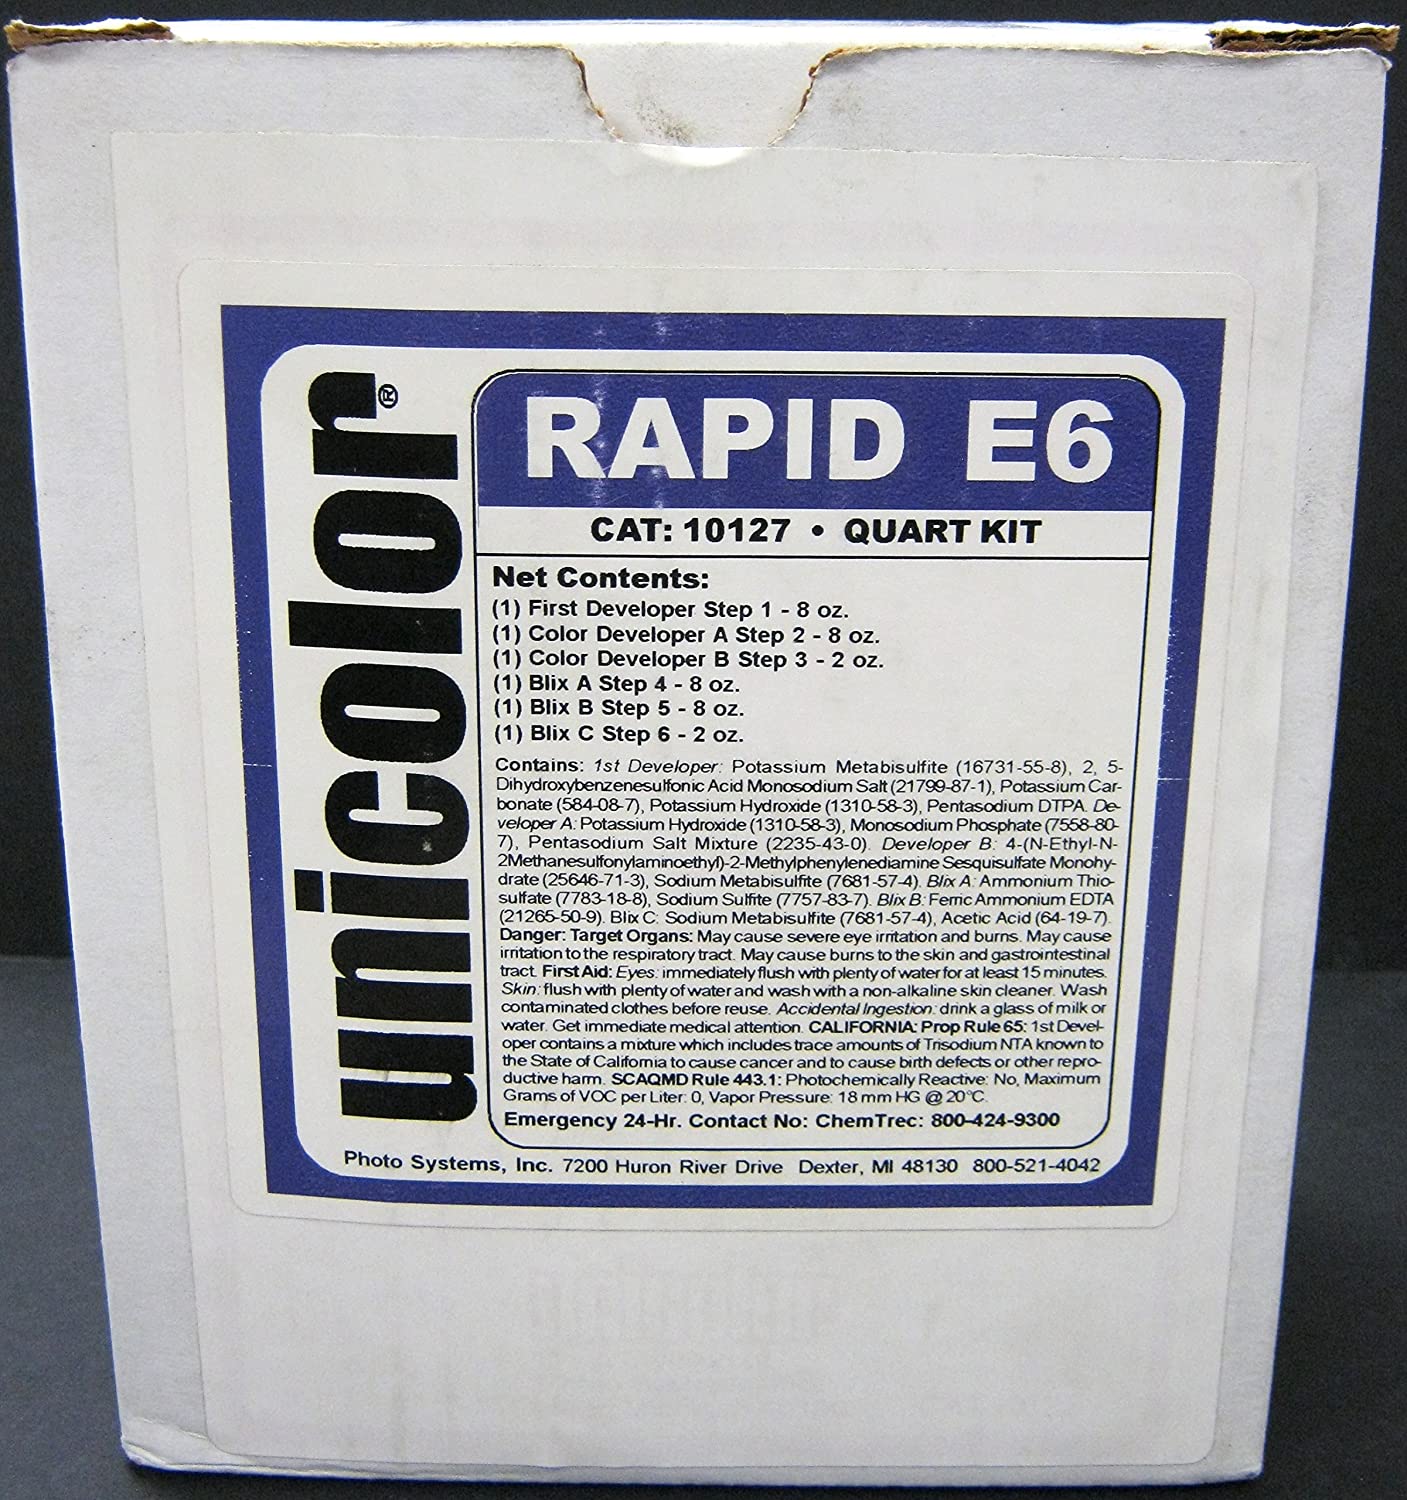 unicolor®
RAPID E6
CAT: 10127 • QUART KIT
Net Contents:
(1) First Developer Step 1 - 8 oz.
(1) Color Developer A Step 2 - 8 oz.
(1) Color Developer B Step 3 - 2 oz.
(1) Blix A Step 4 - 8 oz.
(1) Blix B Step 5 - 8 oz.
(1) Blix C Step 6 - 2 oz.
Contains: 1st Developer: Potassium Metabisulfite (16731-55-8), 2, 5-
Dihydroxybenzenesulfonic Acid Monosodium Salt (21799-87-1), Potassium Car-
bonate (584-08-7), Potassium Hydroxide (1310-58-3), Pentasodium DTPA. De-
veloper A: Potassium Hydroxide (1310-58-3), Monosodium Phosphate (7558-80-
7), Pentasodium Salt Mixture (2235-43-0). Developer B: 4-(N-Ethyl-N-
2Methanesulfonylaminoethyl)-2-Methylphenylenediamine Sesquisulfate Monohy-
drate (25646-71-3), Sodium Metabisulfite (7681-57-4). Blix A: Ammonium Thio-
sulfate (7783-18-8), Sodium Sulfite (7757-83-7). Blix B: Ferric Ammonium EDTA
(21265-50-9). Blix C: Sodium Metabisulfite (7681-57-4), Acetic Acid (64-19-7).
Danger: Target Organs: May cause severe eye irritation and burns. May cause
irritation to the respiratory tract. May cause burns to the skin and gastrointestinal
tract. First Aid: Eyes: immediately flush with plenty of water for at least 15 minutes.
Skin: flush with plenty of water and wash with a non-alkaline skin cleaner. Wash
contaminated clothes before reuse. Accidental Ingestion: drink a glass of milk or
water. Get immediate medical attention. CALIFORNIA: Prop Rule 65: 1st Devel-
oper contains a mixture which includes trace amounts of Trisodium NTA known to
the State of California to cause cancer and to cause birth defects or other repro-
ductive harm. SCAQMD Rule 443.1: Photochemically Reactive: No, Maximum
Grams of VOC per Liter: 0, Vapor Pressure: 18 mm HG @ 20°C.
Emergency 24-Hr. Contact No: ChemTrec: 800-424-9300
Photo Systems, Inc. 7200 Huron River Drive Dexter, MI 48130 800-521-4042